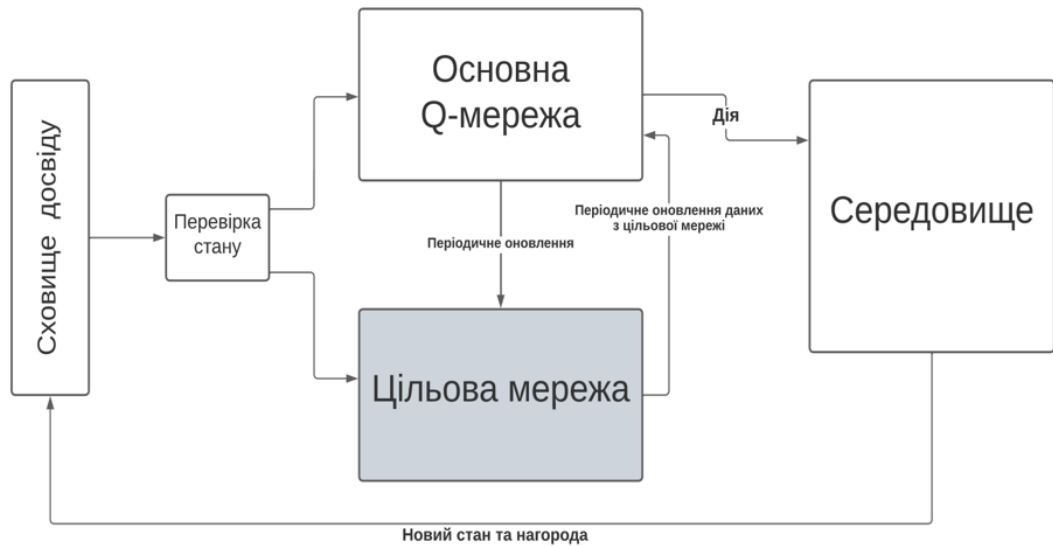 Сховище досвіду
Перевірка
стану
Основна
Q-мережа
Періодичне оновлення
Цільова мережа
Періодичне оновлення даних
з цільової мережі
Дія
Середовище
Новий стан та нагорода